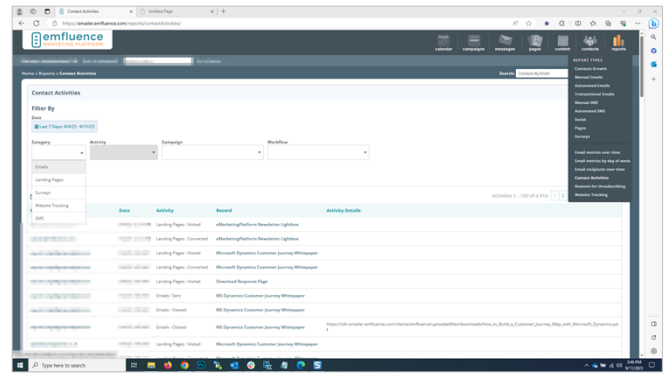 Contact Activities
Untitled Page
https://emailer.emfluence.com/reports/contactActivities/
emfluence
MARKETING PLATFORM
calendar
campaigns
messages
pages
content
contacts
reports
Home > Reports > Contact Activities
Search:
Contacts By Email
REPORT TYPES
Contacts Growth
Manual Emails
Automated Emails
Transactional Emails
Manual SMS
Automated SMS
Social
Pages
Surveys
Email metrics over time
Email metrics by day of week
Email recipients over time
Contact Activities
Reasons for Unsubscribing
Website Tracking
Contact Activities
Filter By
Date
Last 7 Days: 9/4/23 - 9/11/23
Category
Activity
Campaign
Workflow
Emails
Landing Pages
Surveys
Website Tracking
SMS
Activities 1 - 100 of 4,016
Date
Activity
Record
Activity Details
Landing Pages : Visited
eMarketingPlatform Newsletter Lightbox
Landing Pages : Converted
eMarketingPlatform Newsletter Lightbox
Landing Pages : Visited
Microsoft Dynamics Customer Journey Whitepaper
Landing Pages : Converted
Microsoft Dynamics Customer Journey Whitepaper
Landing Pages : Visited
Download Response Page
Emails : Sent
MS Dynamics Customer Journey Whitepaper
Emails : Viewed
MS Dynamics Customer Journey Whitepaper
Emails : Clicked
MS Dynamics Customer Journey Whitepaper
Landing Pages : Visited
Microsoft Dynamics Customer Journey Whitepaper
Type here to search
3:46 PM
9/11/2023